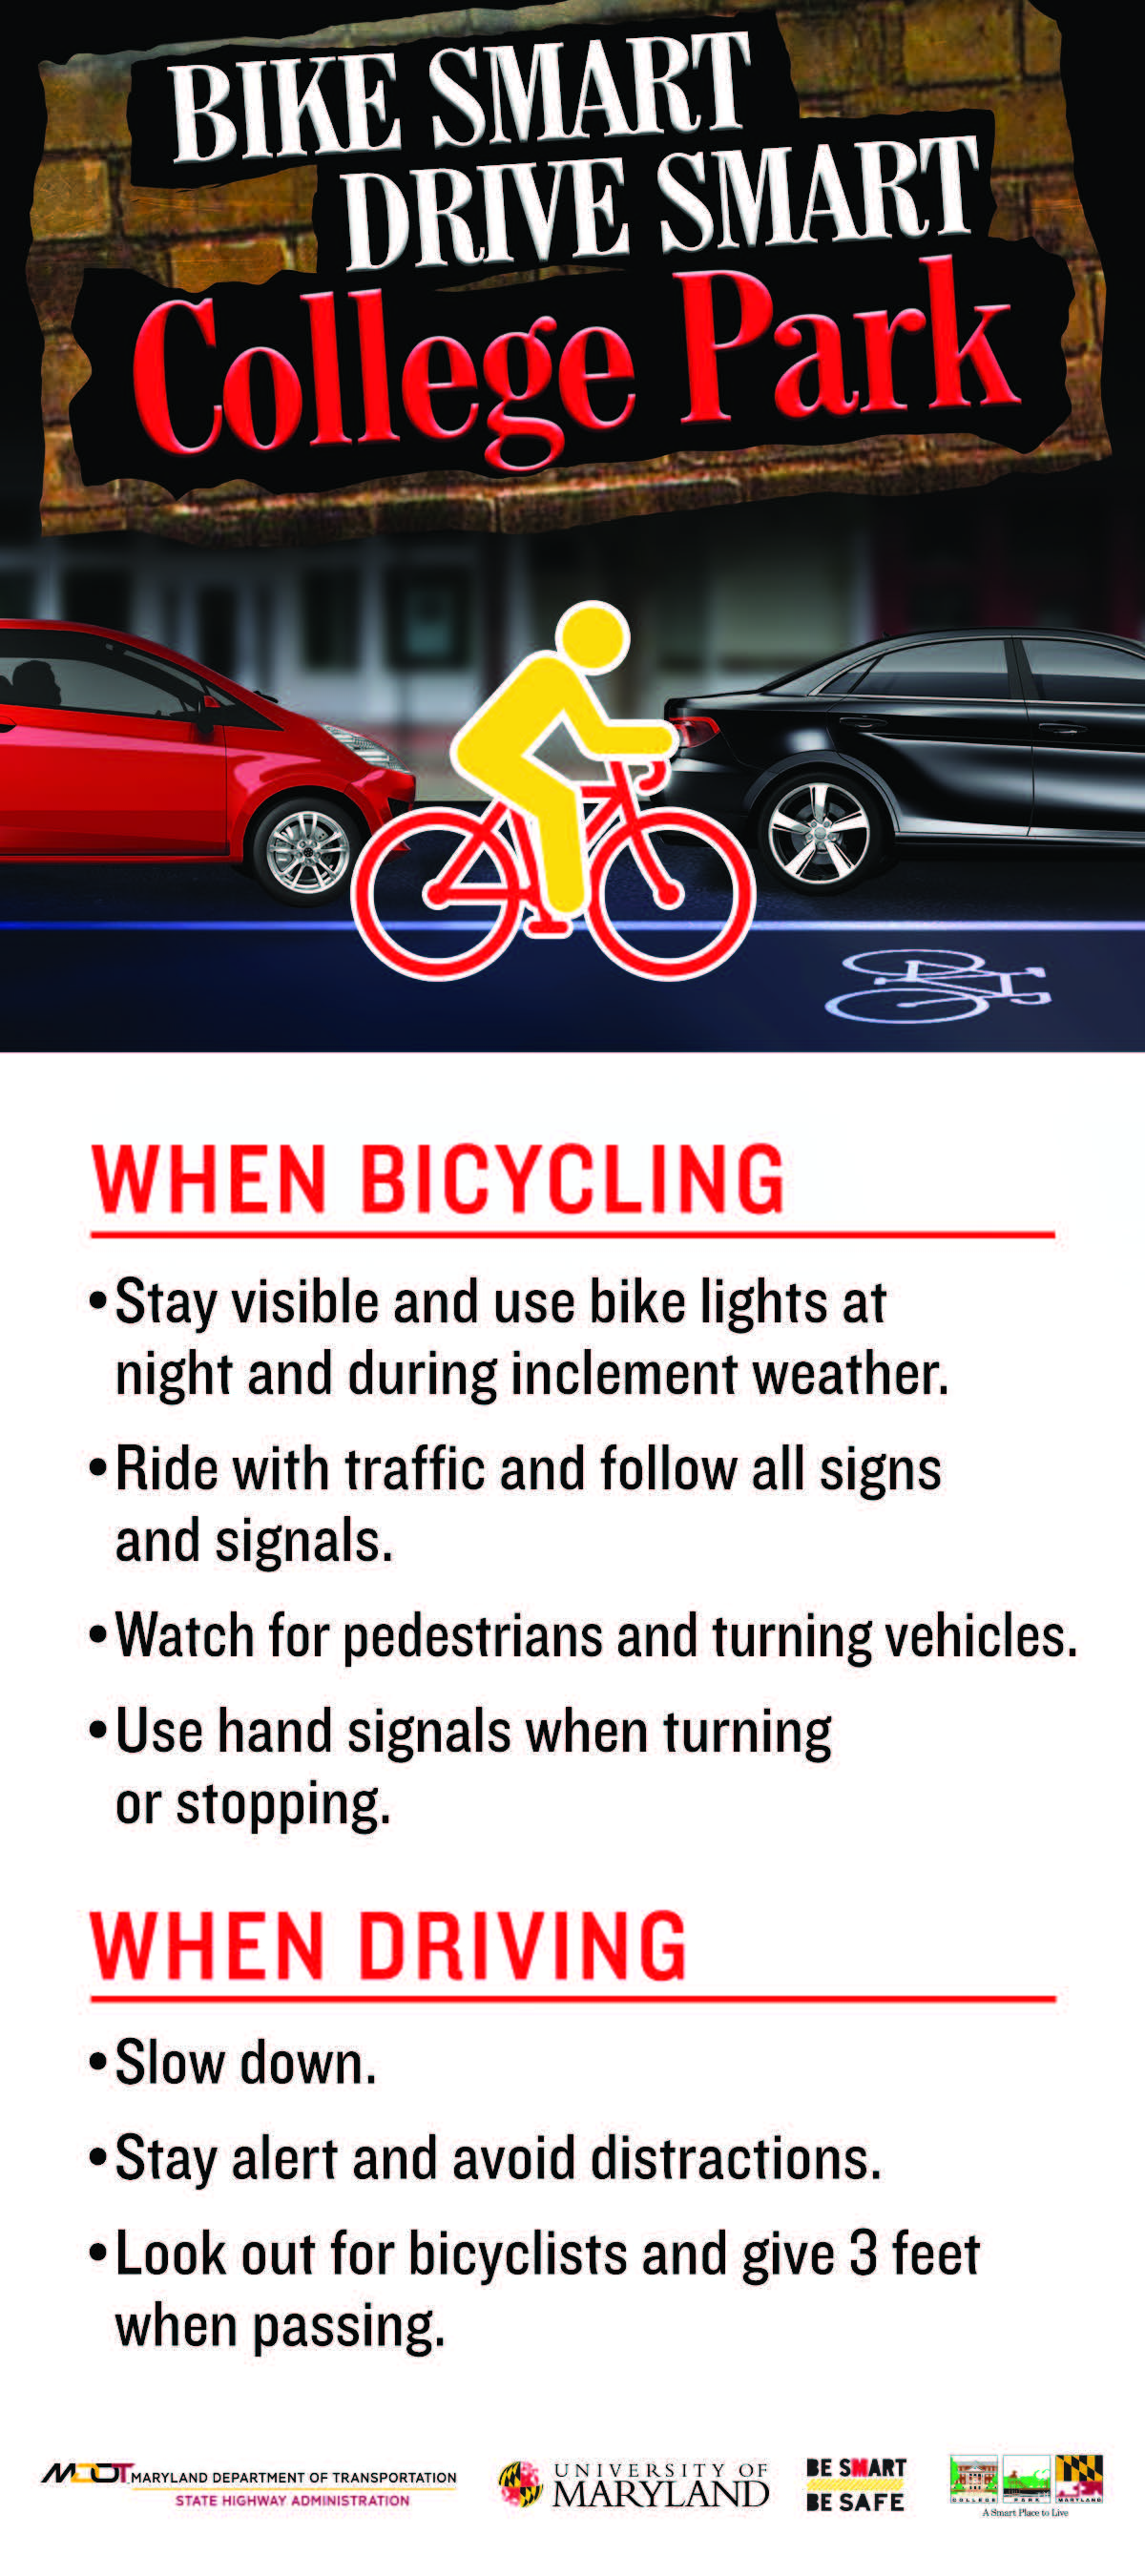 BIKE SMART
DRIVE SMART
College Park
WHEN BICYCLING
• Stay visible and use bike lights at
night and during inclement weather.
• Ride with traffic and follow all signs
and signals.
• Watch for pedestrians and turning vehicles.
• Use hand signals when turning
or stopping.
WHEN DRIVING
• Slow down.
• Stay alert and avoid distractions.
• Look out for bicyclists and give 3 feet
when passing.
MDOT MARYLAND DEPARTMENT OF TRANSPORTATION
STATE HIGHWAY ADMINISTRATION
UNIVERSITY OF
MARYLAND
BE SMART
BE SAFE
COLLEGE PARK MARYLAND
A Smart Place to Live